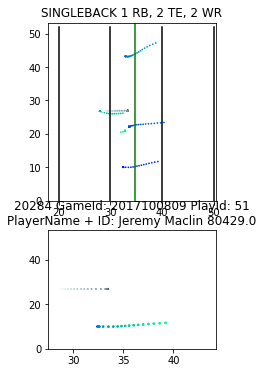 SINGLEBACK 1 RB, 2 TE, 2 WR
50
40
30
20
10
0
20 30 40 50
20284 GameId: 2017100809 PlayId: 51
PlayerName + ID: Jeremy Maclin 80429.0
40
20
0
30 35 40